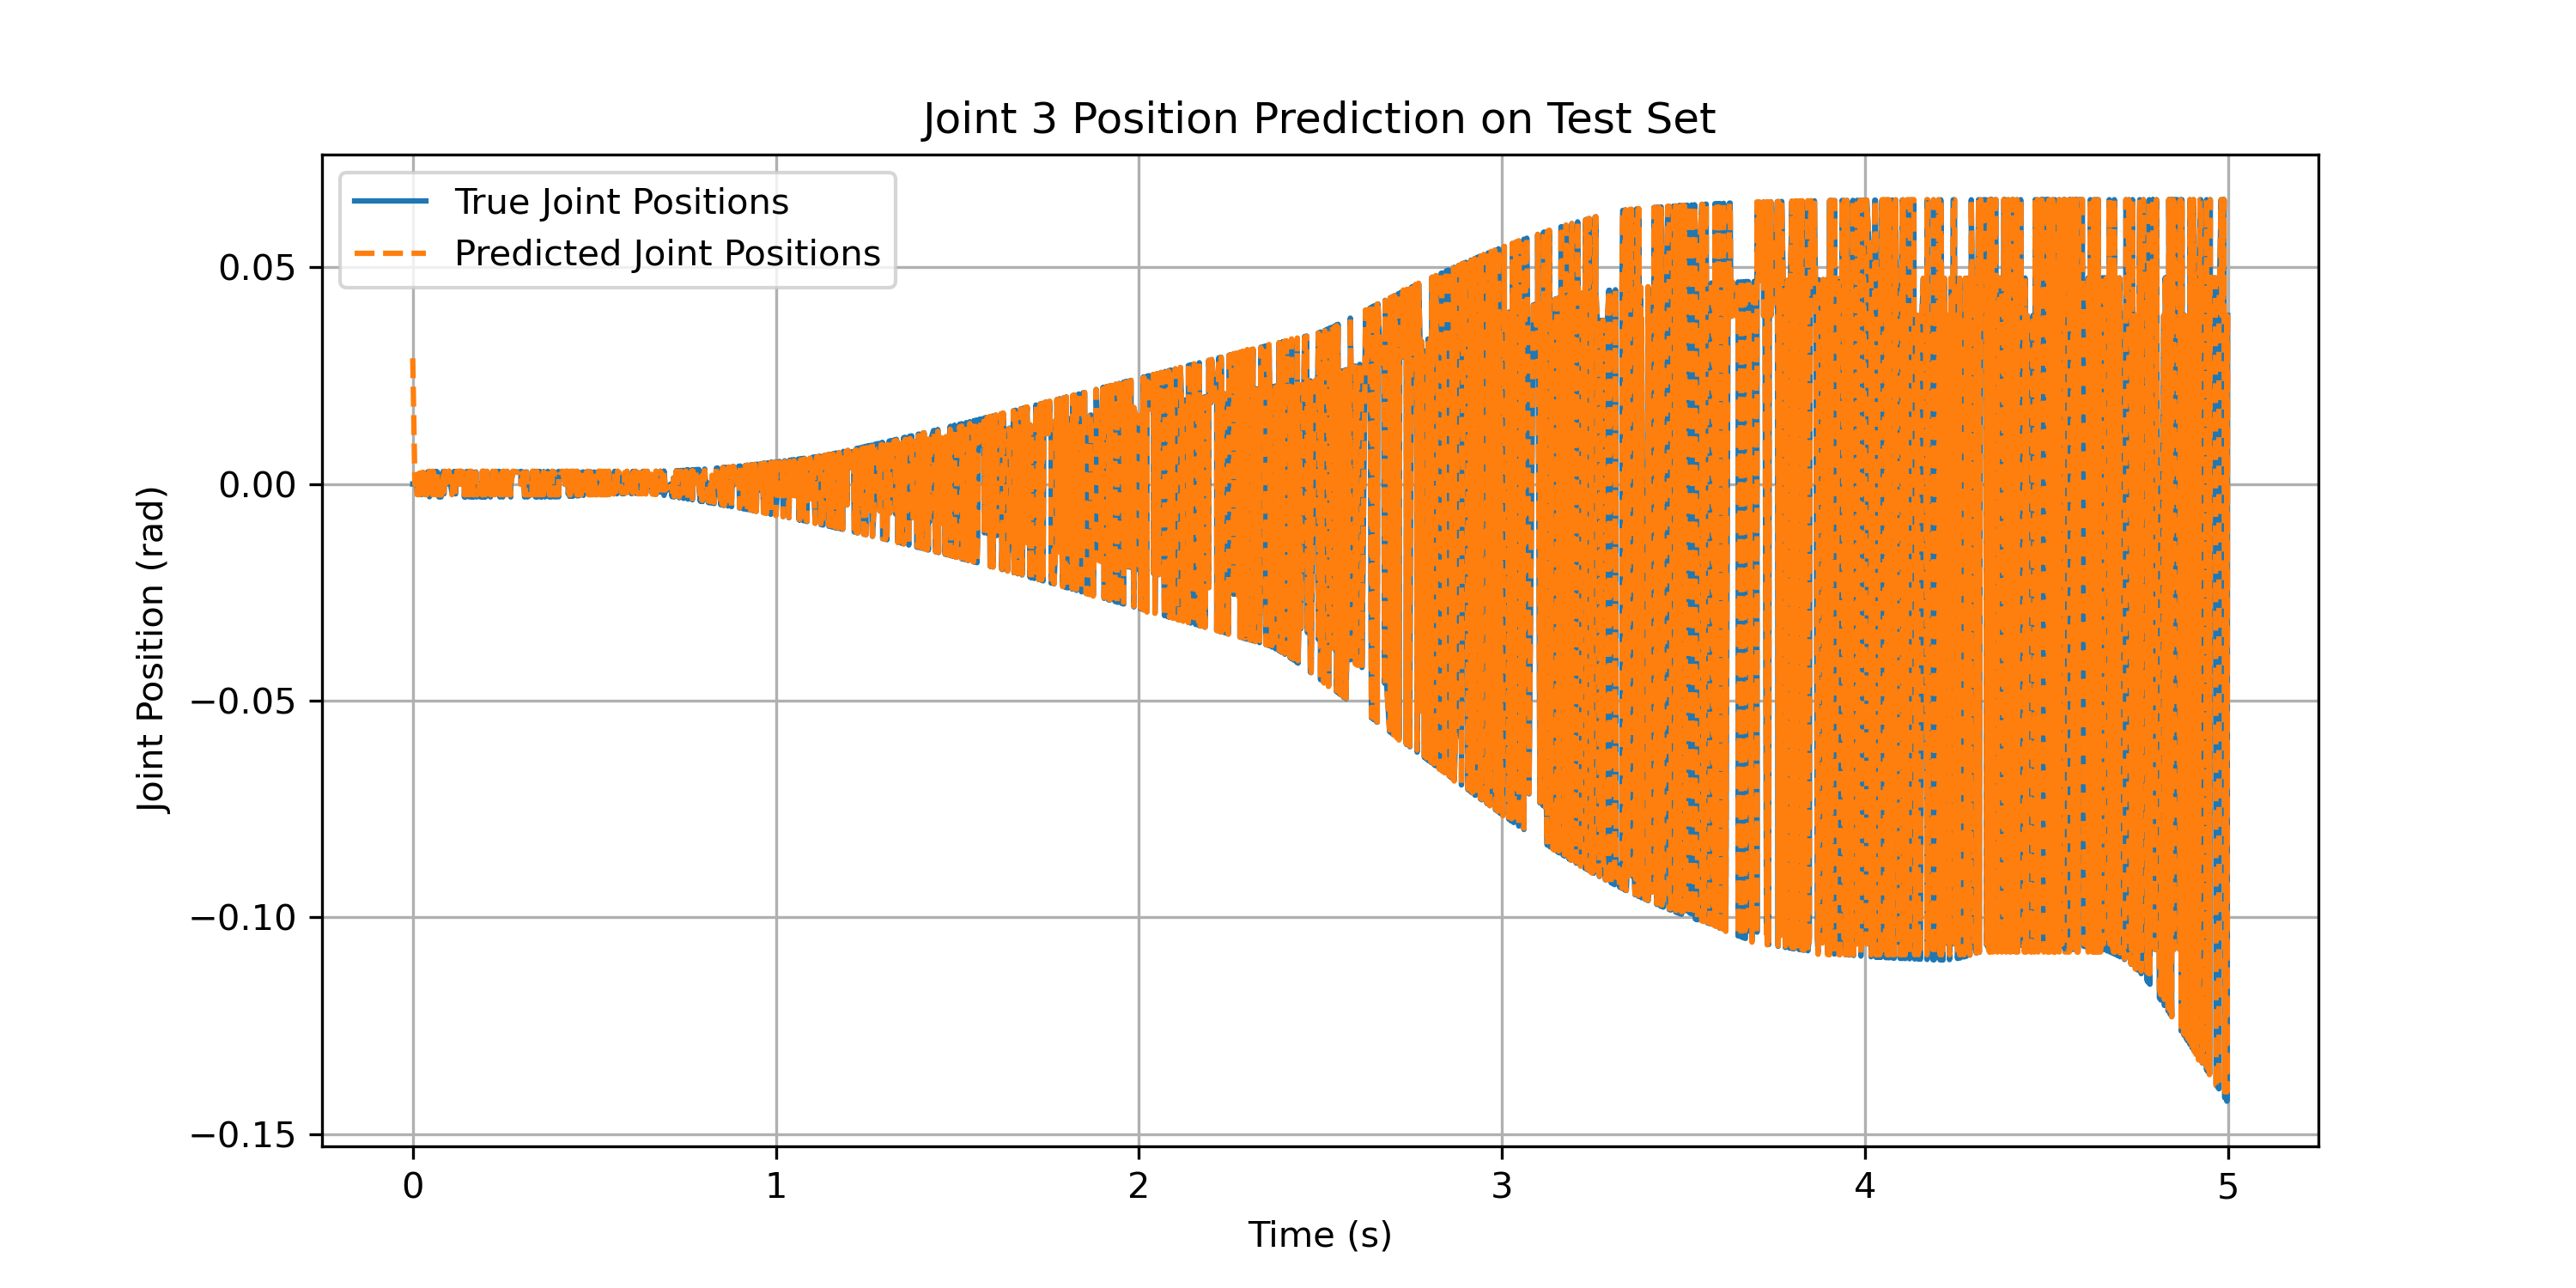 Joint 3 Position Prediction on Test Set
True Joint Positions
Predicted Joint Positions
Joint Position (rad)
0.05
0.00
−0.05
−0.10
−0.15
0 1 2 3 4 5
Time (s)